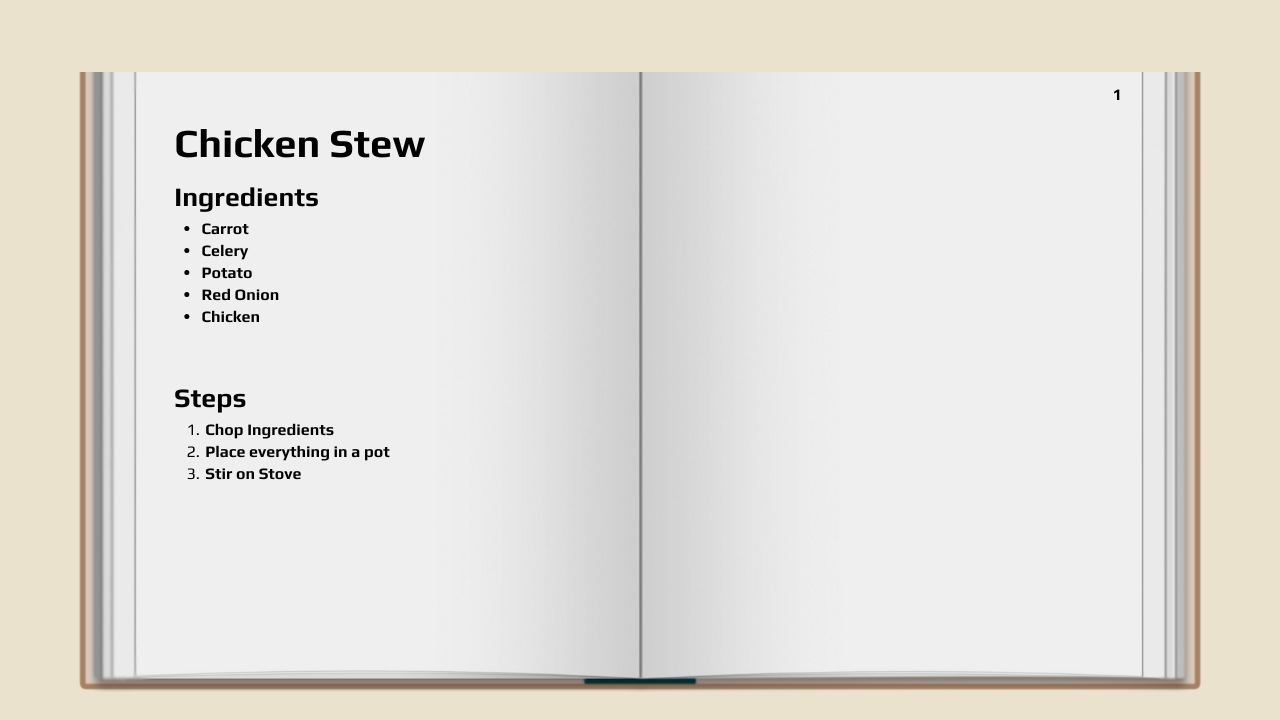 1
Chicken Stew
Ingredients
• Carrot
• Celery
• Potato
• Red Onion
• Chicken
Steps
1. Chop Ingredients
2. Place everything in a pot
3. Stir on Stove